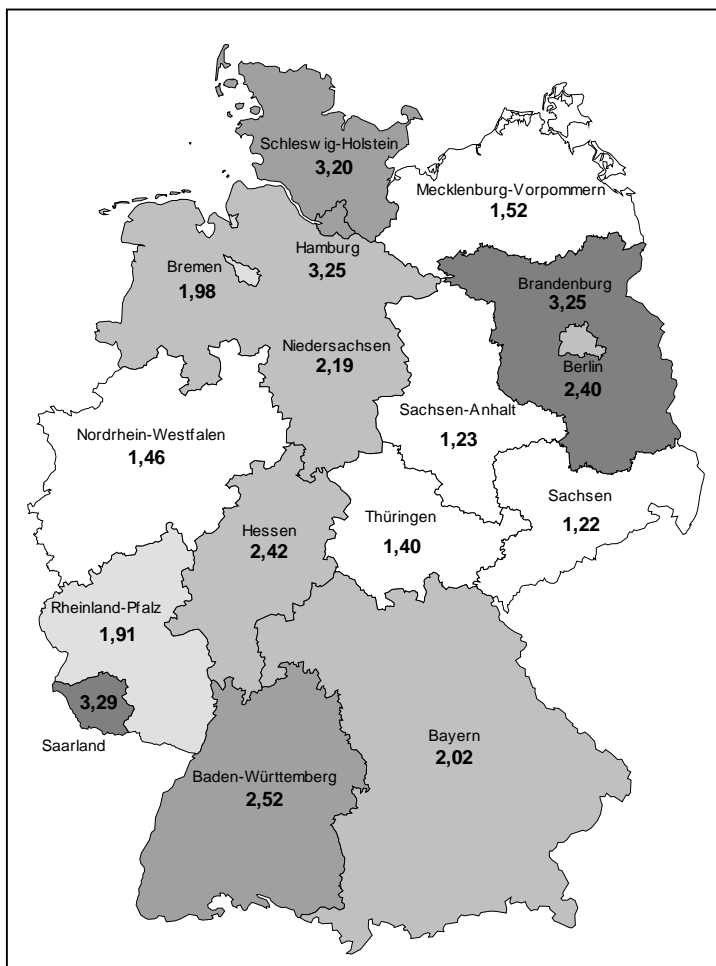 Schleswig-Holstein
3,20
Mecklenburg-Vorpommern
1,52
Hamburg
3,25
Bremen
1,98
Brandenburg
3,25
Niedersachsen
2,19
Berlin
2,40
Sachsen-Anhalt
1,23
Nordrhein-Westfalen
1,46
Sachsen
1,22
Thüringen
1,40
Hessen
2,42
Rheinland-Pfalz
1,91
3,29
Saarland
Bayern
2,02
Baden-Württemberg
2,52